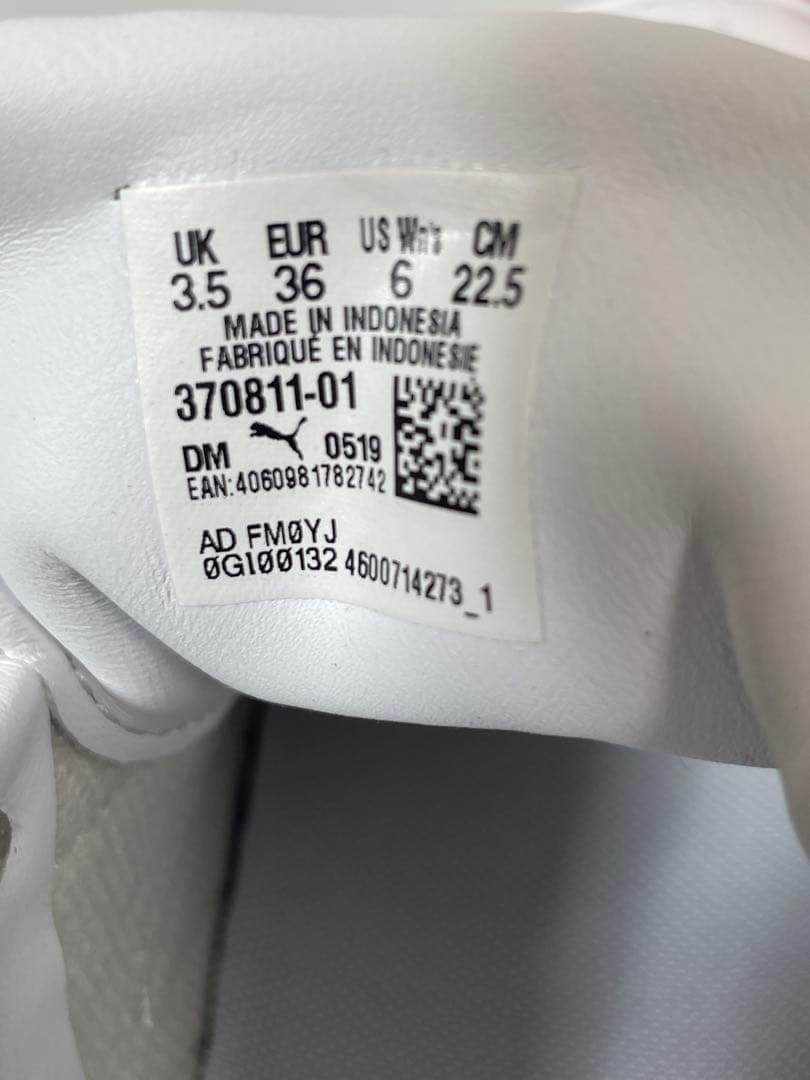 UK EUR US Wn's CM
3.5 36 6 22.5
MADE IN INDONESIA
FABRIQUÉ EN INDONESIE
370811-01
DM 0519
EAN:4060981782742
AD FM0YJ
0GI00132 4600714273_1